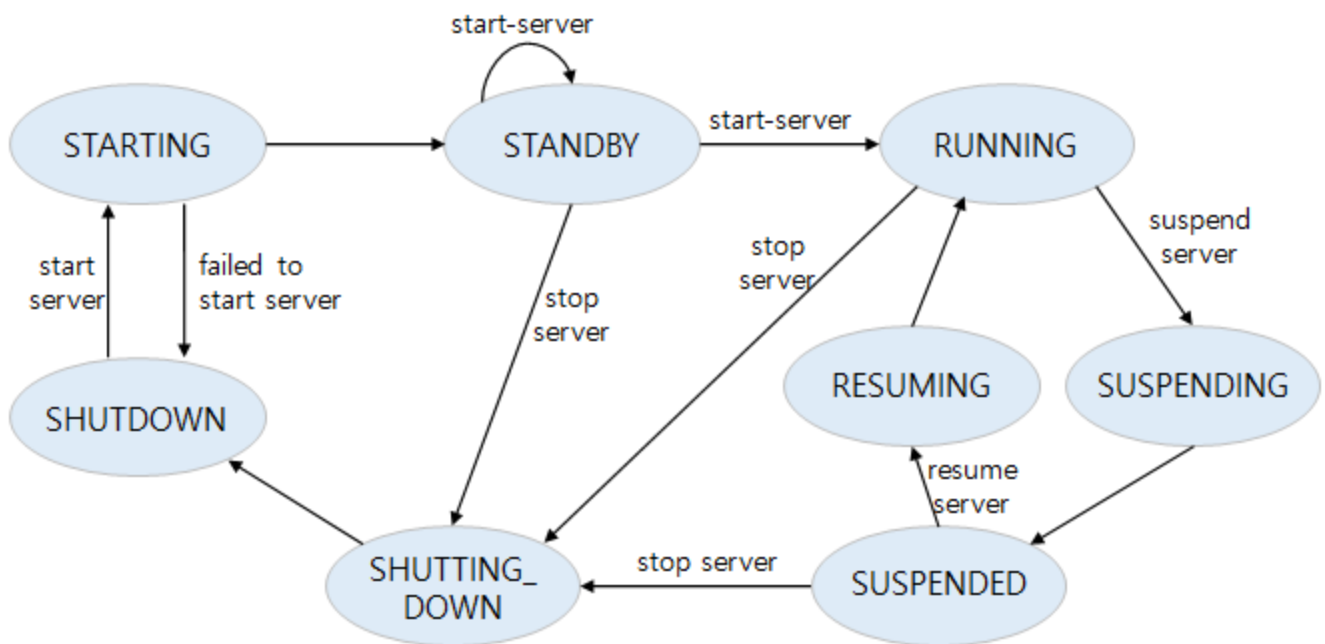 start-server
STARTING
STANDBY
start-server
RUNNING
start
server
failed to
start server
stop
server
stop
server
suspend
server
SHUTDOWN
RESUMING
SUSPENDING
resume
server
SHUTTING_
DOWN
stop server
SUSPENDED